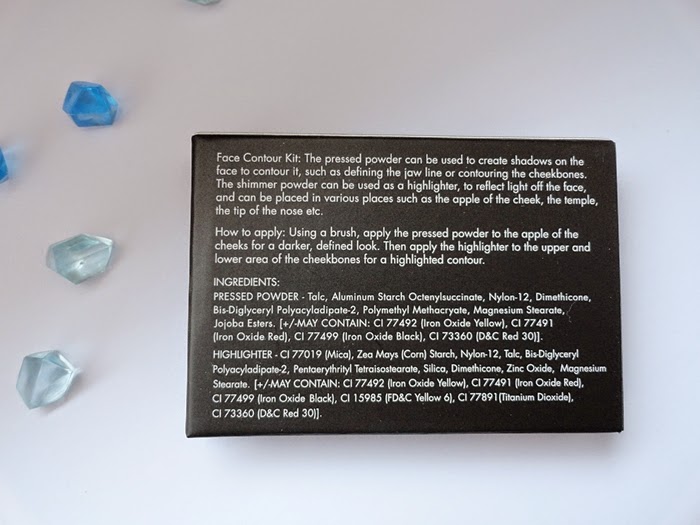 Face Contour Kit: The pressed powder can be used to create shadows on the
face to contour it, such as defining the jaw line or contouring the cheekbones.
The shimmer powder can be used as a highlighter, to reflect light off the face,
and can be placed in various places such as the apple of the cheek, the temple,
the tip of the nose etc.
How to apply: Using a brush, apply the pressed powder to the apple of the
cheeks for a darker, defined look. Then apply the highlighter to the upper and
lower area of the cheekbones for a highlighted contour.
INGREDIENTS:
PRESSED POWDER - Talc, Aluminum Starch Octenylsuccinate, Nylon-12, Dimethicone,
Bis-Diglyceryl Polyacyladipate-2, Polymethyl Methacryate, Magnesium Stearate,
Jojoba Esters. [+/-MAY CONTAIN: CI 77492 (Iron Oxide Yellow), CI 77491
(Iron Oxide Red), CI 77499 (Iron Oxide Black), CI 73360 (D&C Red 30)].
HIGHLIGHTER - CI 77019 (Mica), Zea Mays (Corn) Starch, Nylon-12, Talc, Bis-Diglyceryl
Polyacyladipate-2, Pentaerythrityl Tetraisostearate, Silica, Dimethicone, Zinc Oxide, Magnesium
Stearate. [+/-MAY CONTAIN: CI 77492 (Iron Oxide Yellow), CI 77491 (Iron Oxide Red),
CI 77499 (Iron Oxide Black), CI 15985 (FD&C Yellow 6), CI 77891(Titanium Dioxide),
CI 73360 (D&C Red 30)].